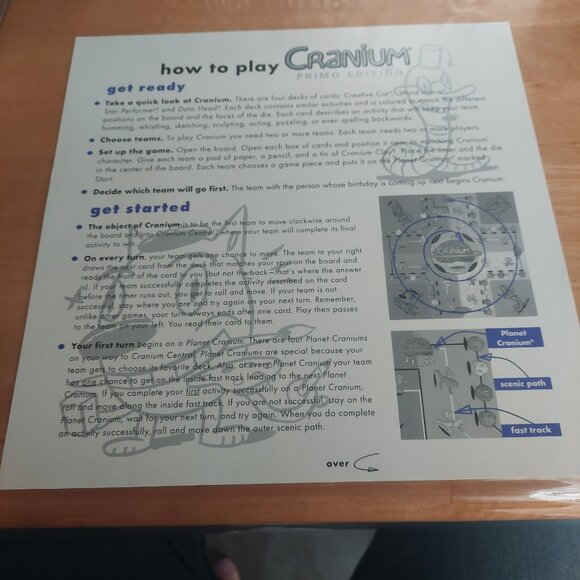 how to play CRANIUM®
PRIMO EDITION
get ready
• Take a quick look at Cranium. There are four decks of cards, Creative Cat® Word Worm®
Star Performer® and Data Head®. Each deck contains similar activities and is colored to match the different
positions on the board and the faces of the die. Each card describes an activity that will keep your team
humming, whistling, sketching, sculpting, acting, puzzling, or even spelling backwards.
• Choose teams. To play Cranium you need two or more teams. Each team needs two or more players.
• Set up the game. Open the board. Open each box of cards and position it near its matching Cranium
character. Give each team a pad of paper, a pencil, and a tin of Cranium Clay®. Place the timer and the die
in the center of the board. Each team chooses a game piece and puts it on the Planet Cranium® marked
Start.
• Decide which team will go first. The team with the person whose birthday is coming up next begins Cranium.
get started
• The object of Cranium is to be the first team to move clockwise around
the board and into Cranium Central, where your team will complete its final
activity to win.
• On every turn, your team gets one chance to move. The team to your right
draws a card from the deck that matches your spot on the board and
reads the front of the card to you (but not the back–that's where the answer
is). If your team successfully completes the activity described on the card
before the timer runs out, you get to roll and move. If your team is not
successful, stay where you are and try again on your next turn. Remember,
unlike other games, your turn always ends after one card. Play then passes
to the team on your left. You read their card to them.
• Your first turn begins on a Planet Cranium. There are four Planet Craniums
on your way to Cranium Central. Planet Craniums are special because your
team gets to choose a favorite deck. Also, at every Planet Cranium your team
has one chance to get on the inside fast track leading to the next Planet
Cranium. If you complete your first activity successfully on a Planet Cranium,
roll and move along the inside fast track. If you are not successful, stay on the
Planet Cranium, wait for your next turn, and try again. When you do complete
an activity successfully, roll and move down the outer scenic path.
CRANIUM
START
Planet
Cranium®
scenic path
fast track
over